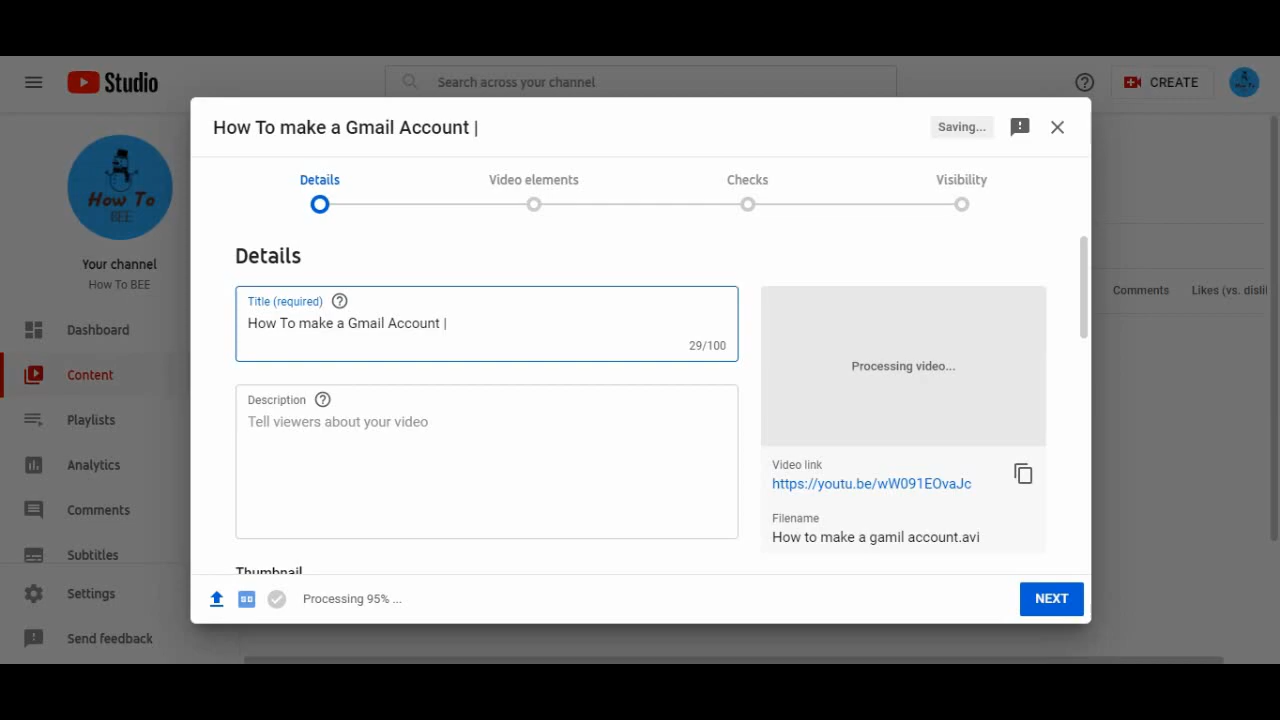 Studio
Search across your channel
CREATE
How To
BEE
Your channel
How To BEE
Dashboard
Content
Playlists
Analytics
Comments
Subtitles
Settings
Send feedback
How To make a Gmail Account |
Saving...
Details
Video elements
Checks
Visibility
Details
Title (required)
How To make a Gmail Account |
29/100
Description
Tell viewers about your video
Thumbnail
Processing video...
Video link
https://youtu.be/wW091EOvaJc
Filename
How to make a gamil account.avi
Processing 95% ...
NEXT
Comments
Likes (vs. dislil